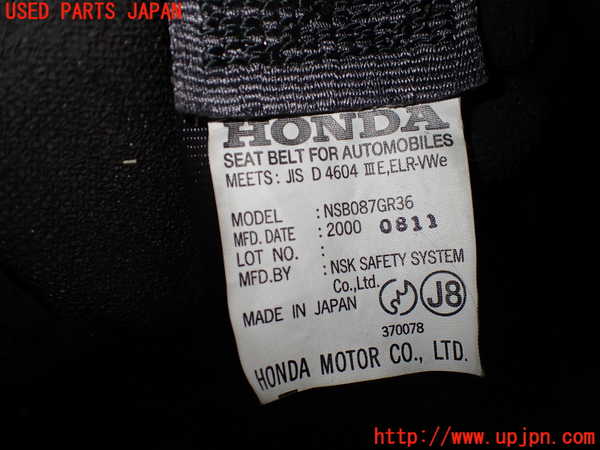 USED PARTS JAPAN
HONDA
SEAT BELT FOR AUTOMOBILES
MEETS: JIS D 4604 ⅢE,ELR-VWe
MODEL : NSB087GR36
MFD.DATE : 2000 0811
LOT NO. :
MFD.BY : NSK SAFETY SYSTEM
Co.,Ltd.
MADE IN JAPAN J8
370078
HONDA MOTOR CO., LTD.
http://www.upjpn.com/